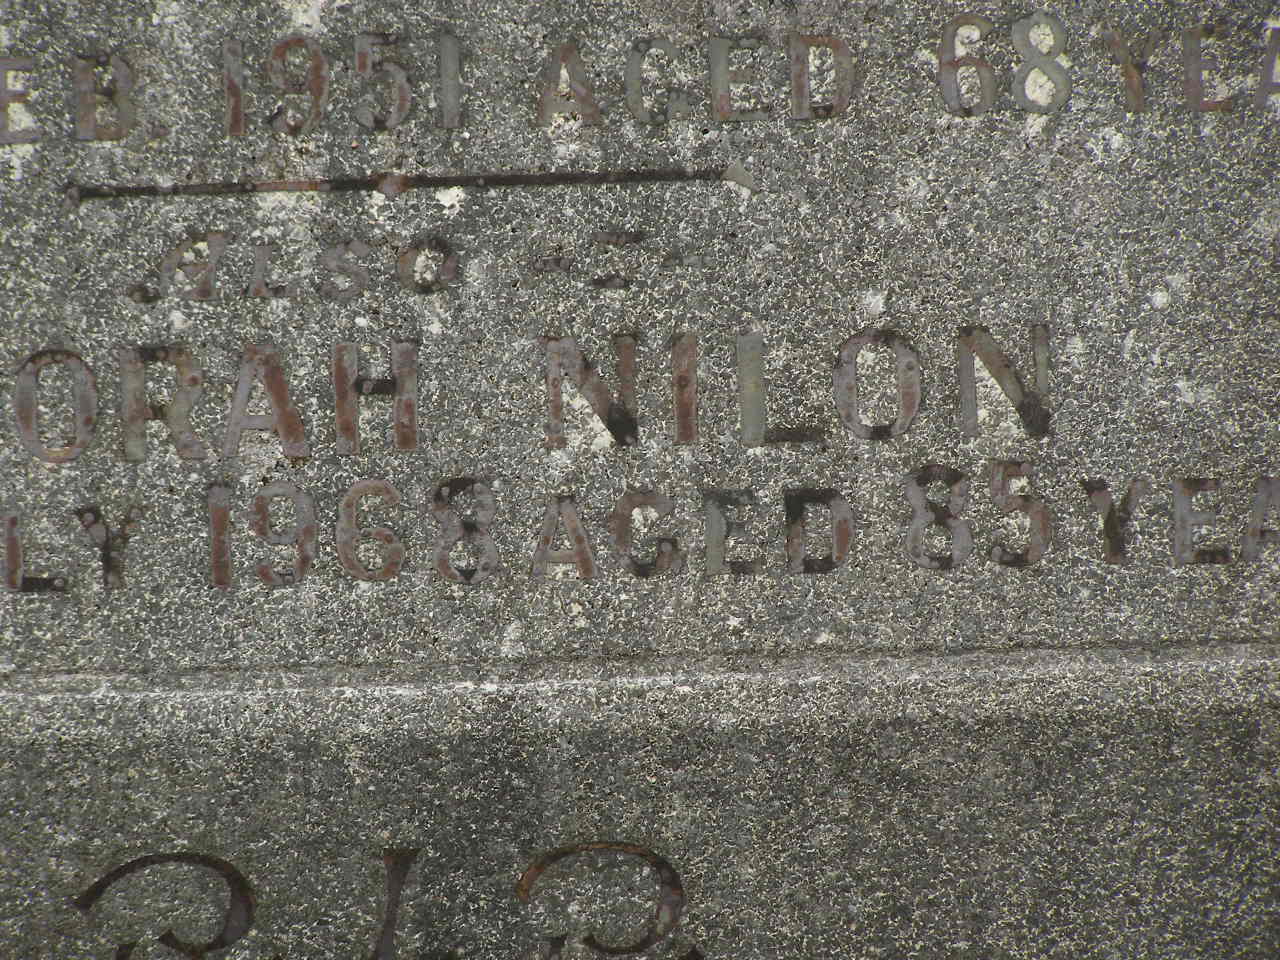 EB. 1951 AGED 68 YEA
ALSO
ORAH NILON
LY 1968 AGED 85 YEA
R I P